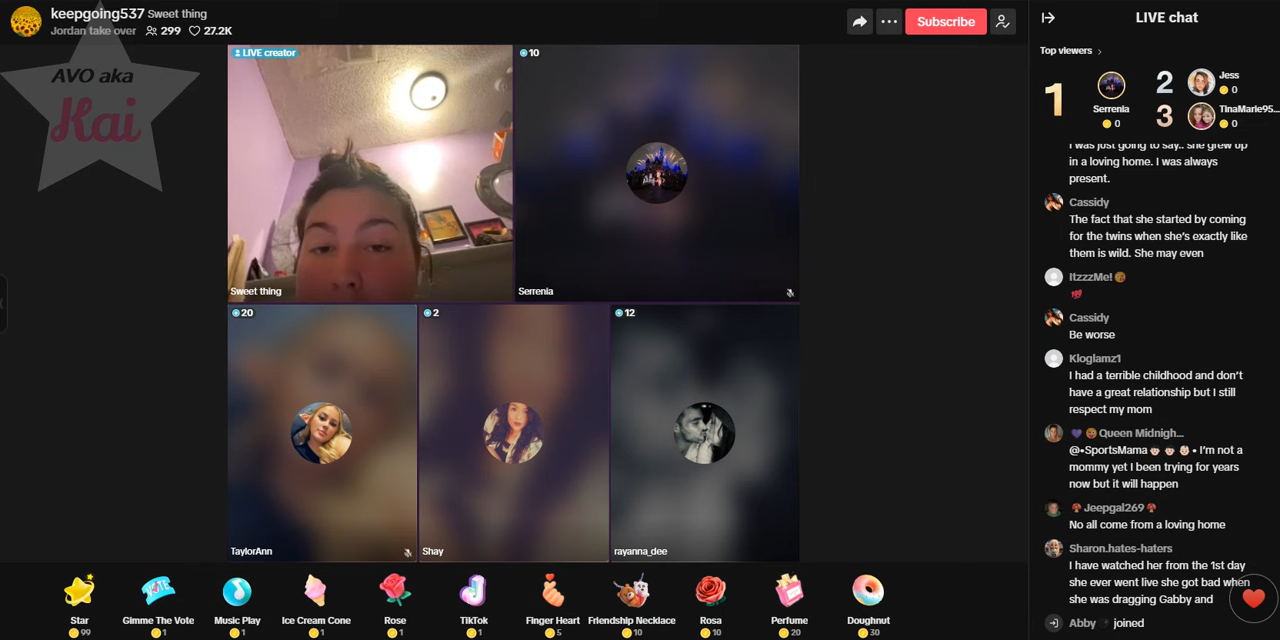 keepgoing537 Sweet thing
Jordan take over 299 27.2K
Subscribe
AVO aka
Kai
LIVE creator
Sweet thing
10
Serrenia
20
TaylorAnn
2
Shay
12
rayanna_dee
Star
99
Gimme The Vote
1
Music Play
1
Ice Cream Cone
1
Rose
1
TikTok
1
Finger Heart
5
Friendship Necklace
10
Rosa
10
Perfume
20
Doughnut
30
LIVE chat
Top viewers
1
Serrenia
0
2
Jess
0
3
TinaMarie95...
0
I was just going to say.. she grew up
in a loving home. I was always
present.
Cassidy
The fact that she started by coming
for the twins when she's exactly like
them is wild. She may even
ItzzzMe!
Cassidy
Be worse
Kloglamz1
I had a terrible childhood and don't
have a great relationship but I still
respect my mom
Queen Midnigh...
@•SportsMama • I'm not a
mommy yet I been trying for years
now but it will happen
Jeepgal269
No all come from a loving home
Sharon.hates-haters
I have watched her from the 1st day
she ever went live she got bad when
she was dragging Gabby and
Abby joined